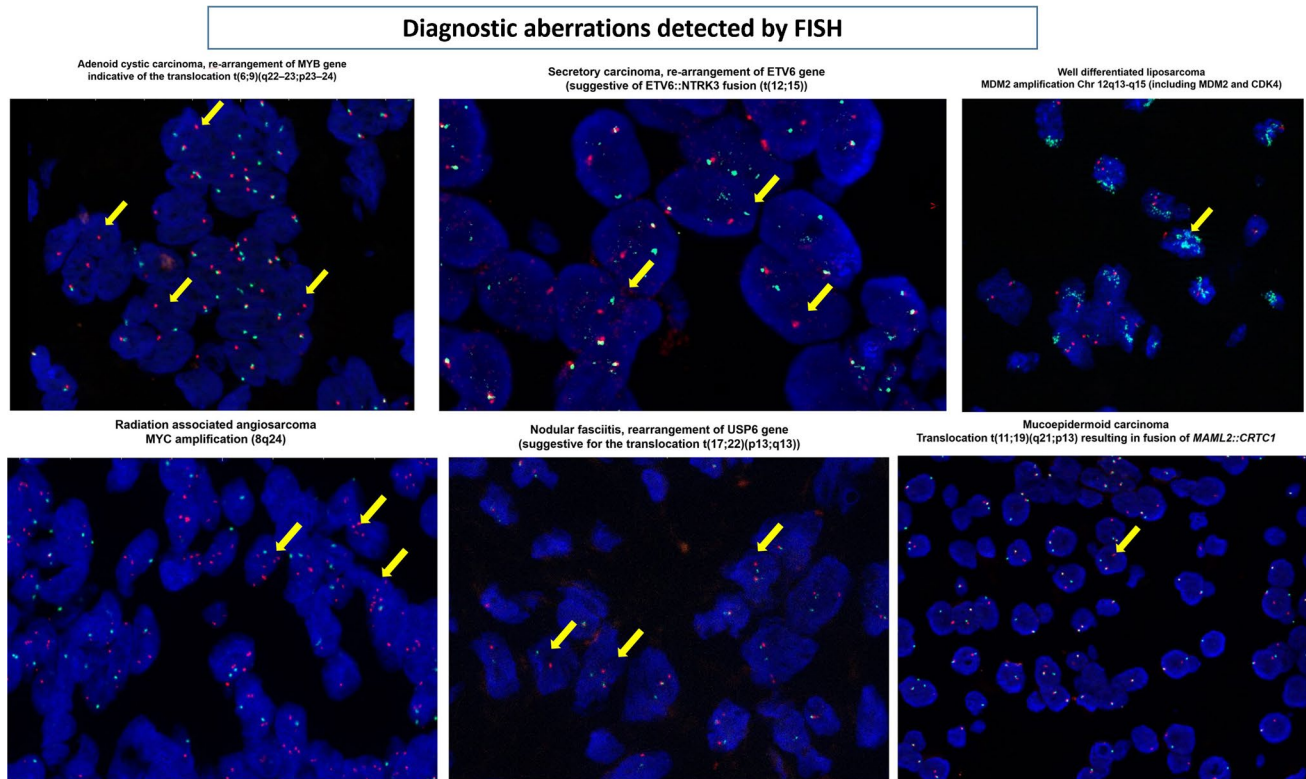 Diagnostic aberrations detected by FISH
Adenoid cystic carcinoma, re-arrangement of MYB gene
indicative of the translocation t(6;9)(q22–23;p23–24)
Secretory carcinoma, re-arrangement of ETV6 gene
(suggestive of ETV6::NTRK3 fusion (t(12;15))
Well differentiated liposarcoma
MDM2 amplification Chr 12q13-q15 (including MDM2 and CDK4)
Radiation associated angiosarcoma
MYC amplification (8q24)
Nodular fasciitis, rearrangement of USP6 gene
(suggestive for the translocation t(17;22)(p13;q13))
Mucoepidermoid carcinoma
Translocation t(11;19)(q21;p13) resulting in fusion of MAML2::CRTC1